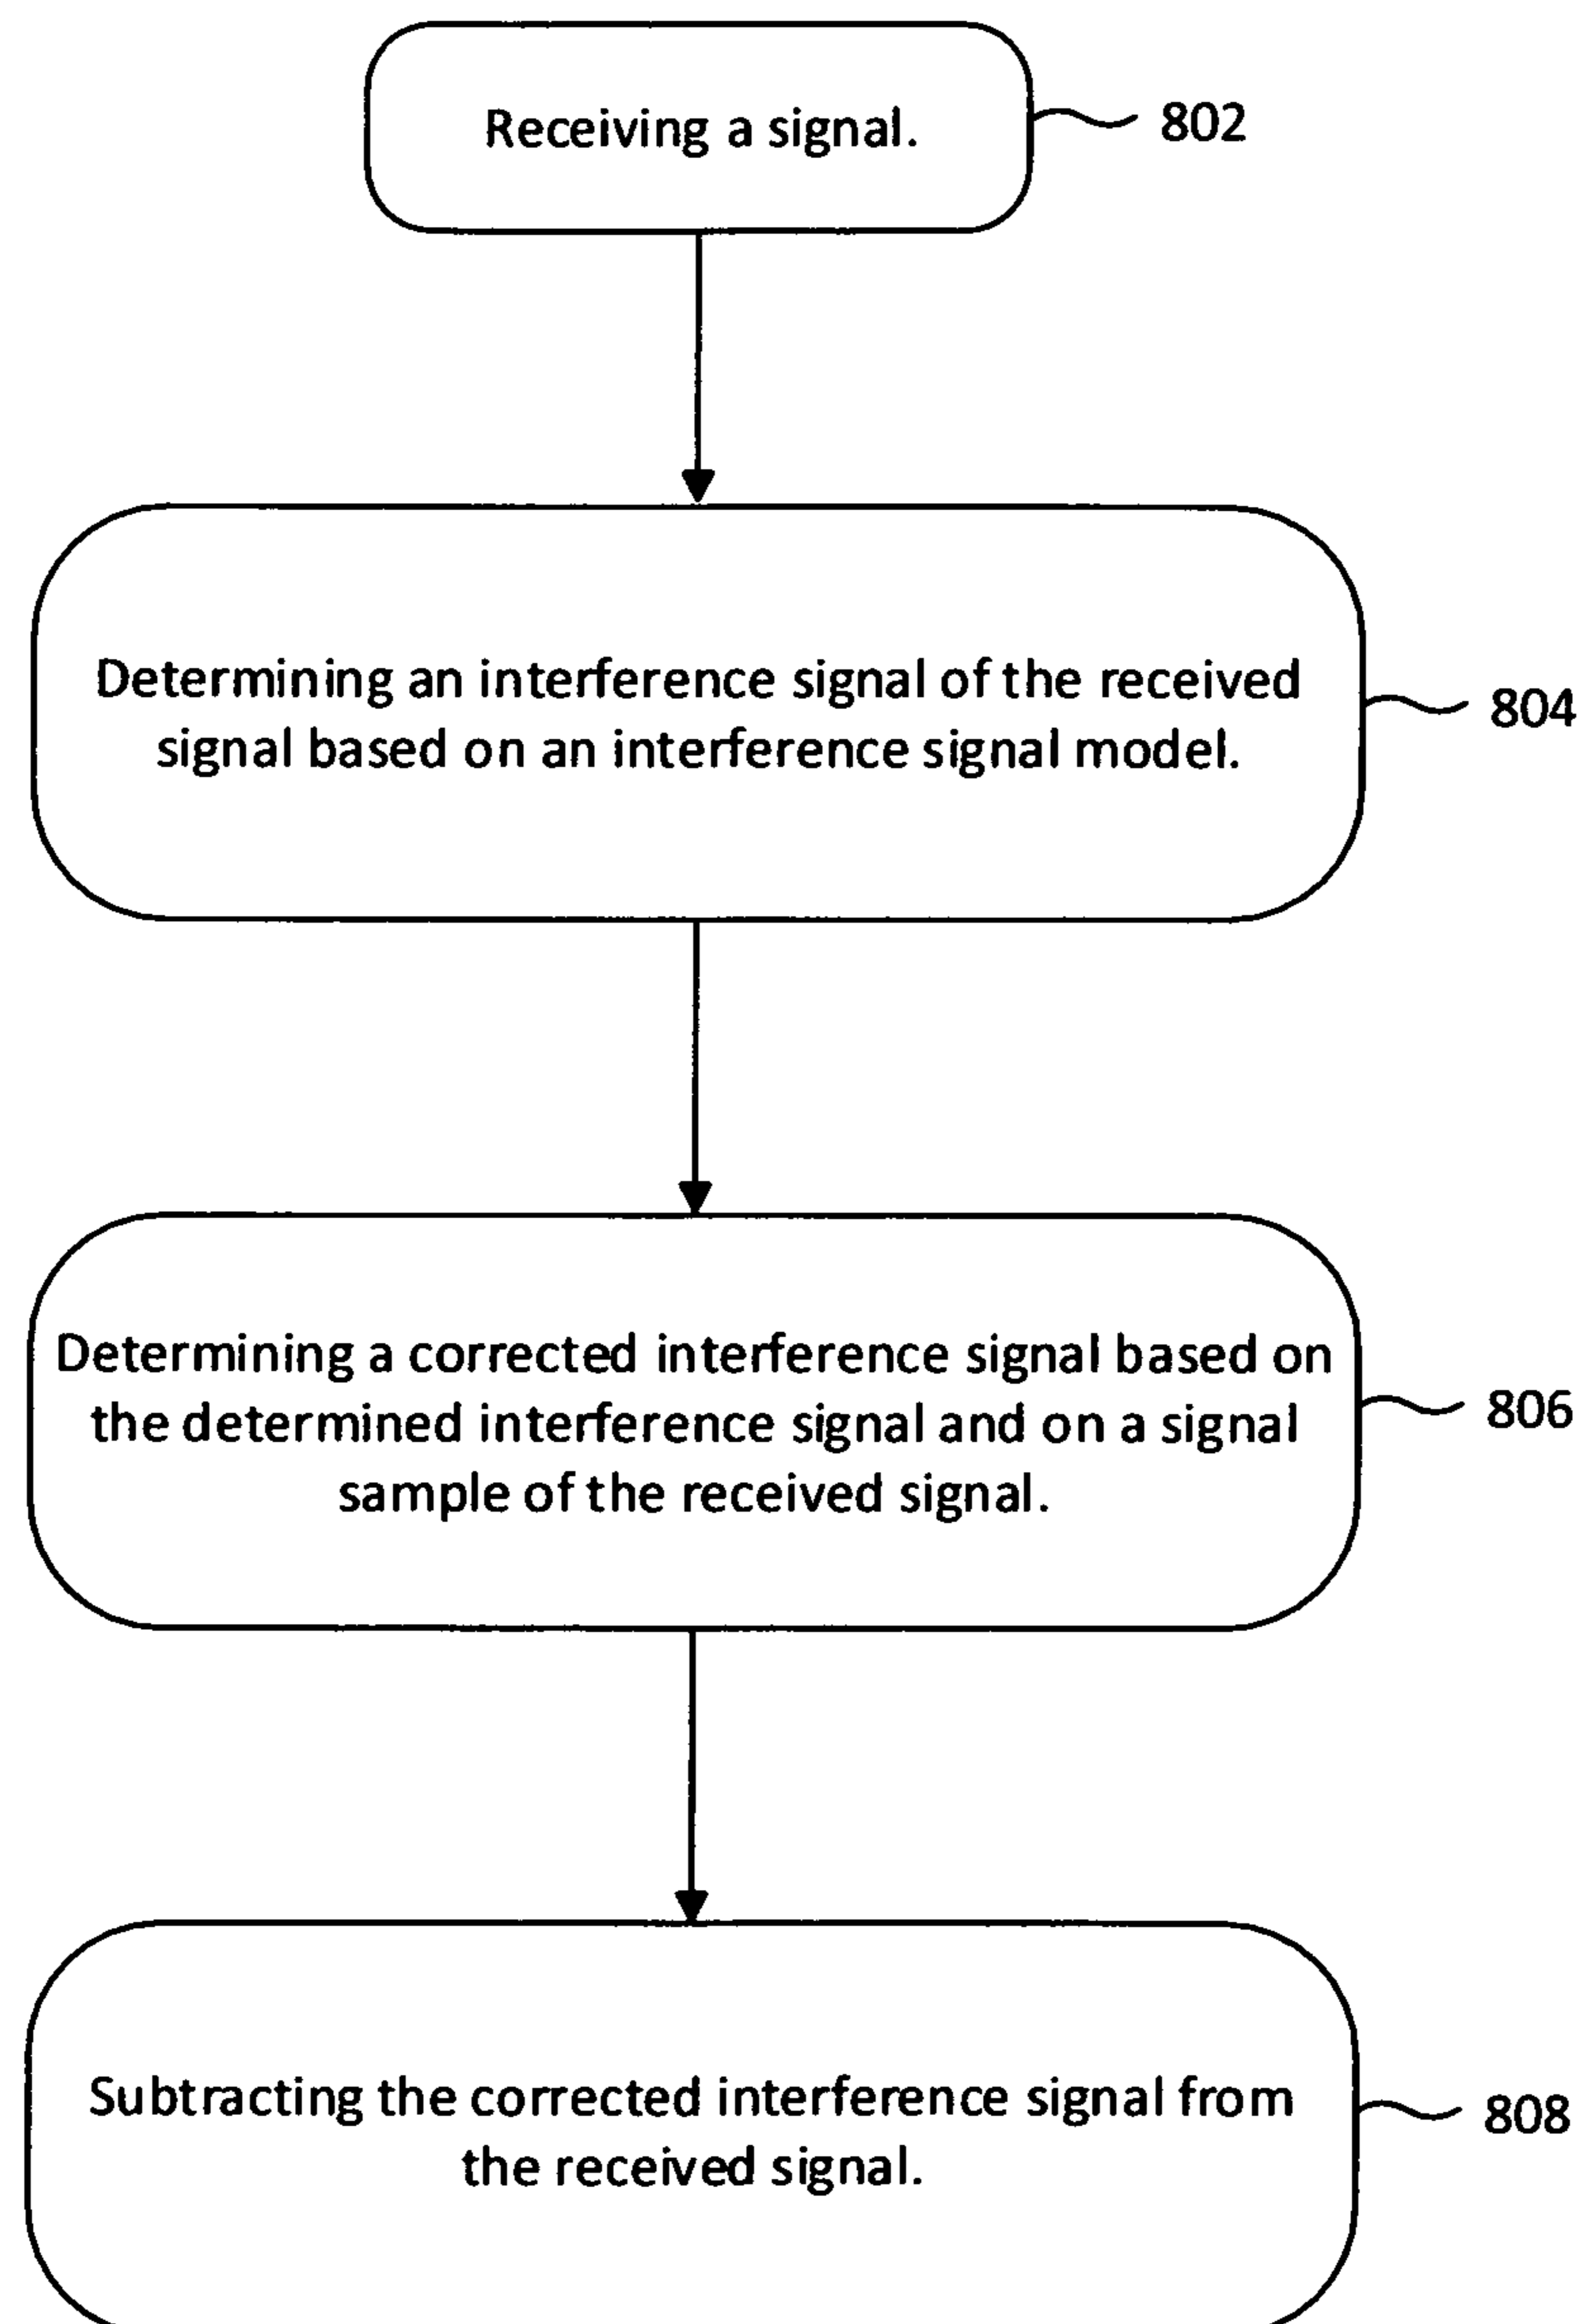 Receiving a signal.
802
Determining an interference signal of the received
signal based on an interference signal model.
804
Determining a corrected interference signal based on
the determined interference signal and on a signal
sample of the received signal.
806
Subtracting the corrected interference signal from
the received signal.
808